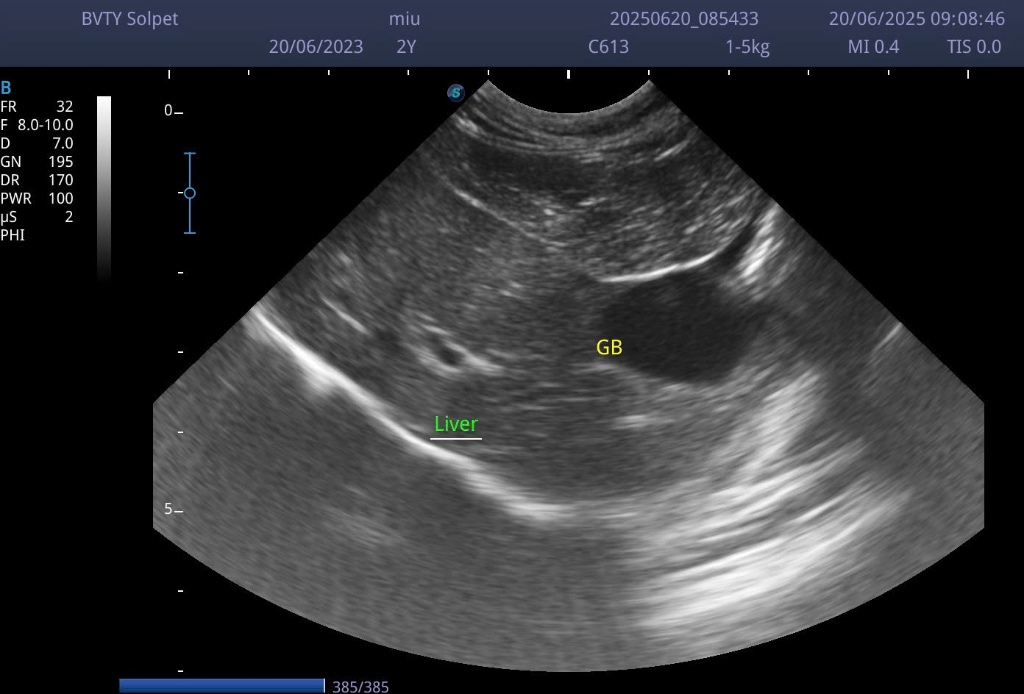 BVTY Solpet miu 20250620_085433 20/06/2025 09:08:46
20/06/2023 2Y C613 1-5kg MI 0.4 TIS 0.0
B
FR 32
F 8.0-10.0
D 7.0
GN 195
DR 170
PWR 100
µS 2
PHI
S
0
GB
Liver
5
385/385